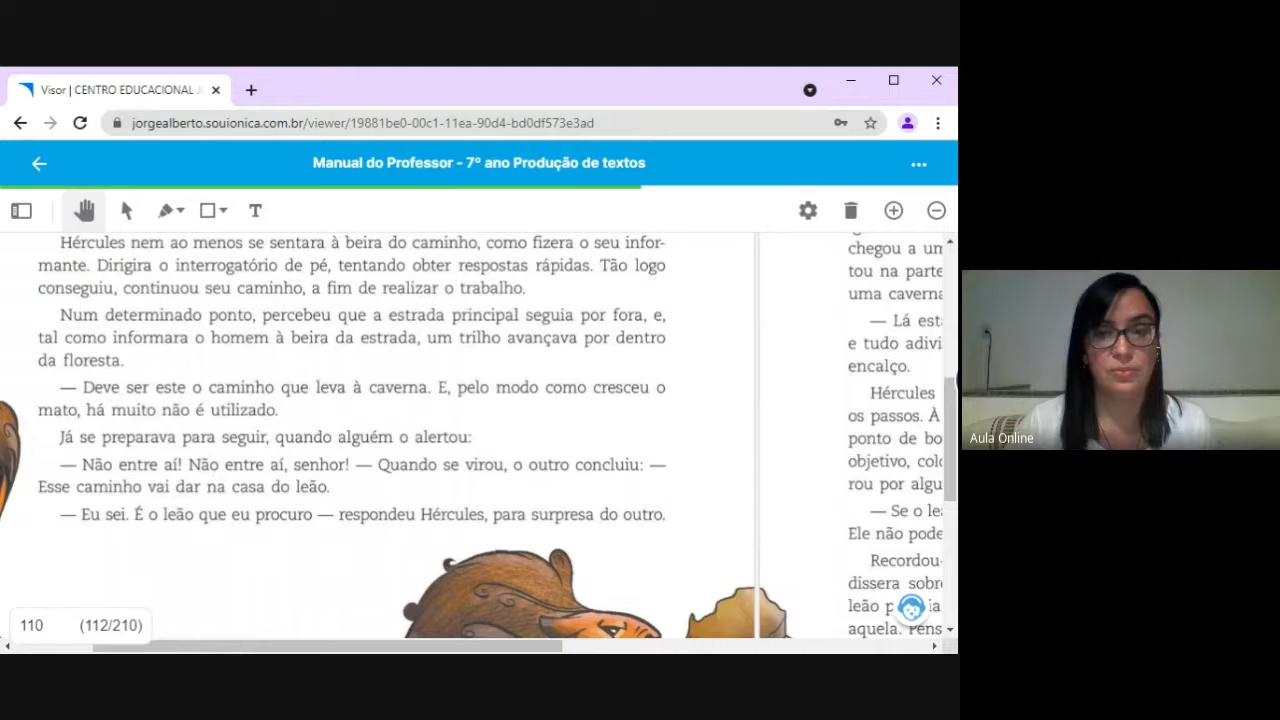 Visor | CENTRO EDUCACIONAL
jorgealberto.souionica.com.br/viewer/19881be0-00c1-11ea-90d4-bd0df573e3ad
Manual do Professor - 7º ano Produção de textos
T
Hércules nem ao menos se sentara à beira do caminho, como fizera o seu infor-
mante. Dirigira o interrogatório de pé, tentando obter respostas rápidas. Tão logo
conseguiu, continuou seu caminho, a fim de realizar o trabalho.
Num determinado ponto, percebeu que a estrada principal seguia por fora, e,
tal como informara o homem à beira da estrada, um trilho avançava por dentro
da floresta.
— Deve ser este o caminho que leva à caverna. E, pelo modo como cresceu o
mato, há muito não é utilizado.
Já se preparava para seguir, quando alguém o alertou:
— Não entre aí! Não entre aí, senhor! — Quando se virou, o outro concluiu: —
Esse caminho vai dar na casa do leão.
— Eu sei. É o leão que eu procuro — respondeu Hércules, para surpresa do outro.
110 (112/210)
chegou a um
tou na parte
uma caverna
— Lá est
e tudo adivi
encalço.
Hércules
os passos. À
ponto de bo
objetivo, colo
rou por algu
— Se o le
Ele não pode
Recordou-
dissera sobr
leão p
aquela. Pens
Aula Online